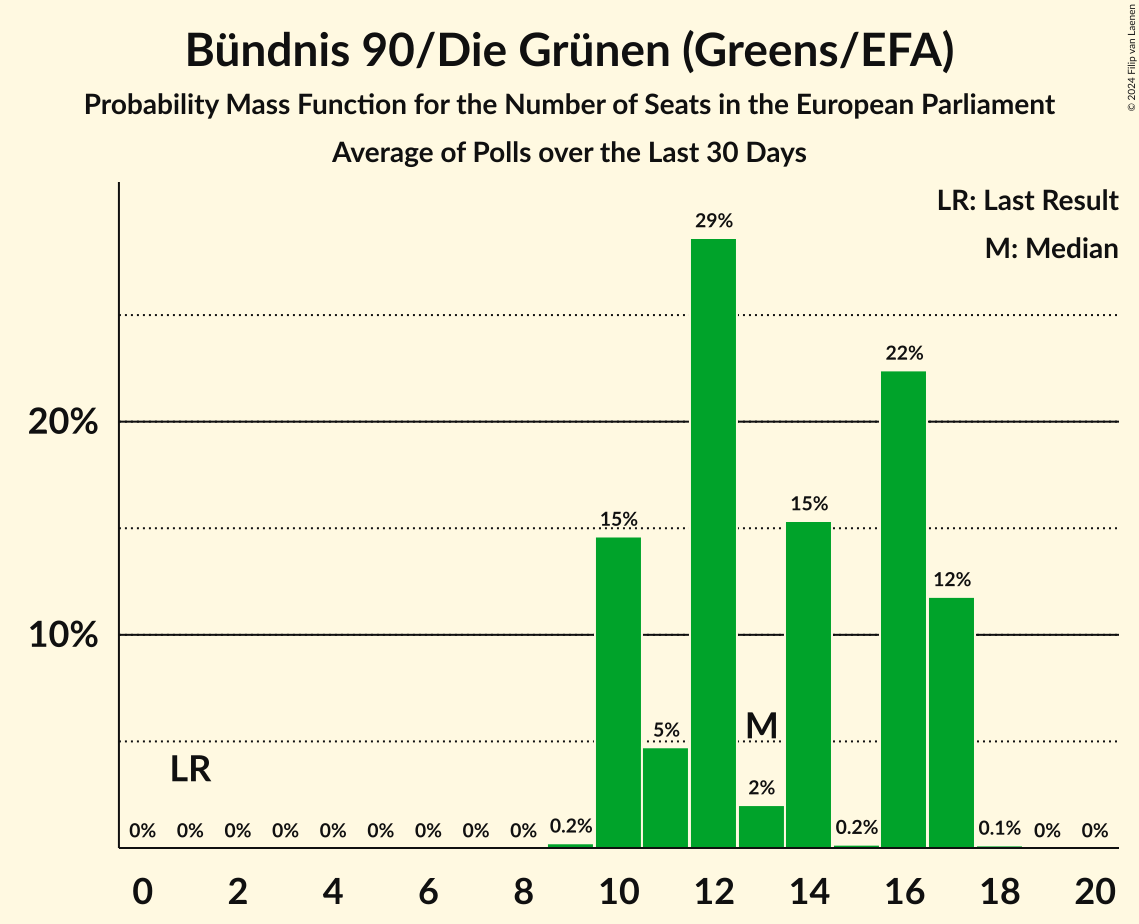 Bündnis 90/Die Grünen (Greens/EFA)
Probability Mass Function for the Number of Seats in the European Parliament
Average of Polls over the Last 30 Days
© 2024 Filip van Laenen
LR: Last Result
M: Median
29%
22%
20%
15%
15%
12%
10%
M
5%
LR
2%
0% 0% 0% 0% 0% 0% 0% 0% 0% 0.2% 0.2% 0.1% 0% 0%
0 2 4 6 8 10 12 14 16 18 20